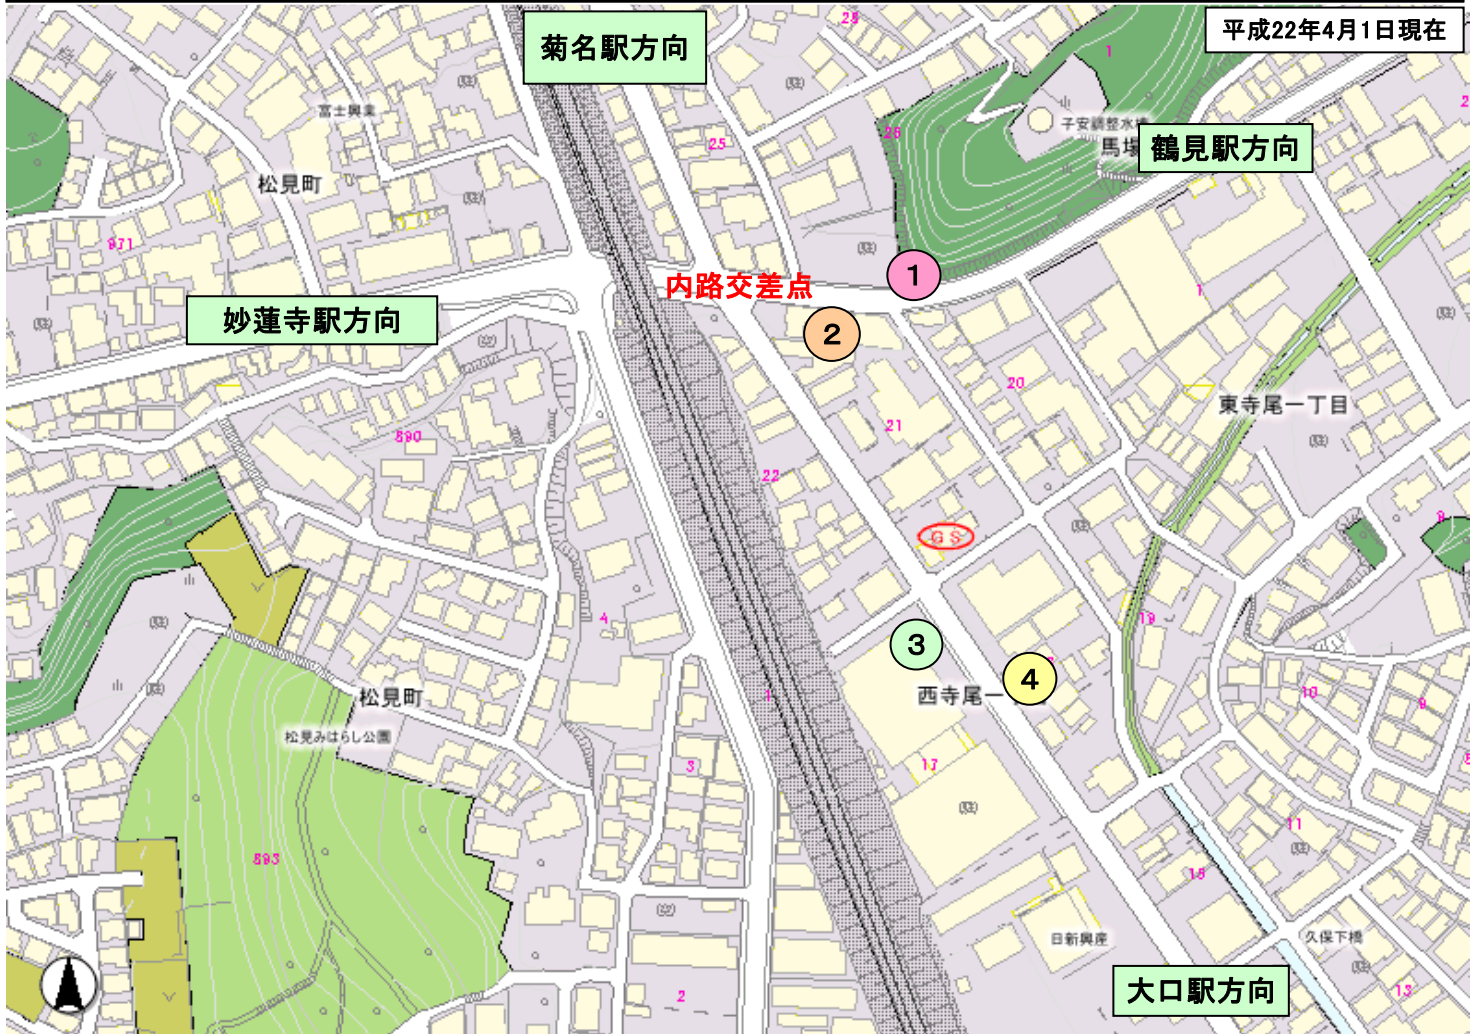 平成22年4月1日現在
菊名駅方向
24
1
2
富士興業
子安調整水
26
25
馬場
鶴見駅方向
松見町
971
内路交差点
1
1
妙蓮寺駅方向
2
20
東寺尾一丁目
21
890
22
GS
8
4
19
3
4
西寺尾一
1
10
9
松見町
松見みはらし公園
3
17
11
893
15
日新興産
久保下橋
大口駅方向
2
13